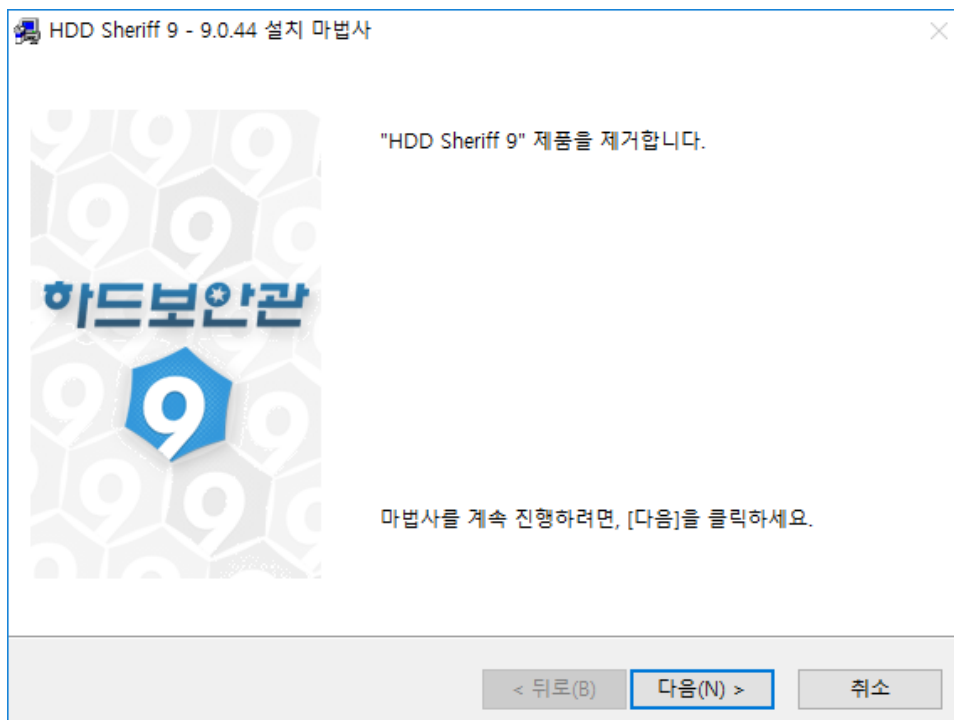 HDD Sheriff 9 - 9.0.44 설치 마법사
"HDD Sheriff 9" 제품을 제거합니다.
하드보안관
9
마법사를 계속 진행하려면, [다음]을 클릭하세요.
< 뒤로(B)
다음(N) >
취소